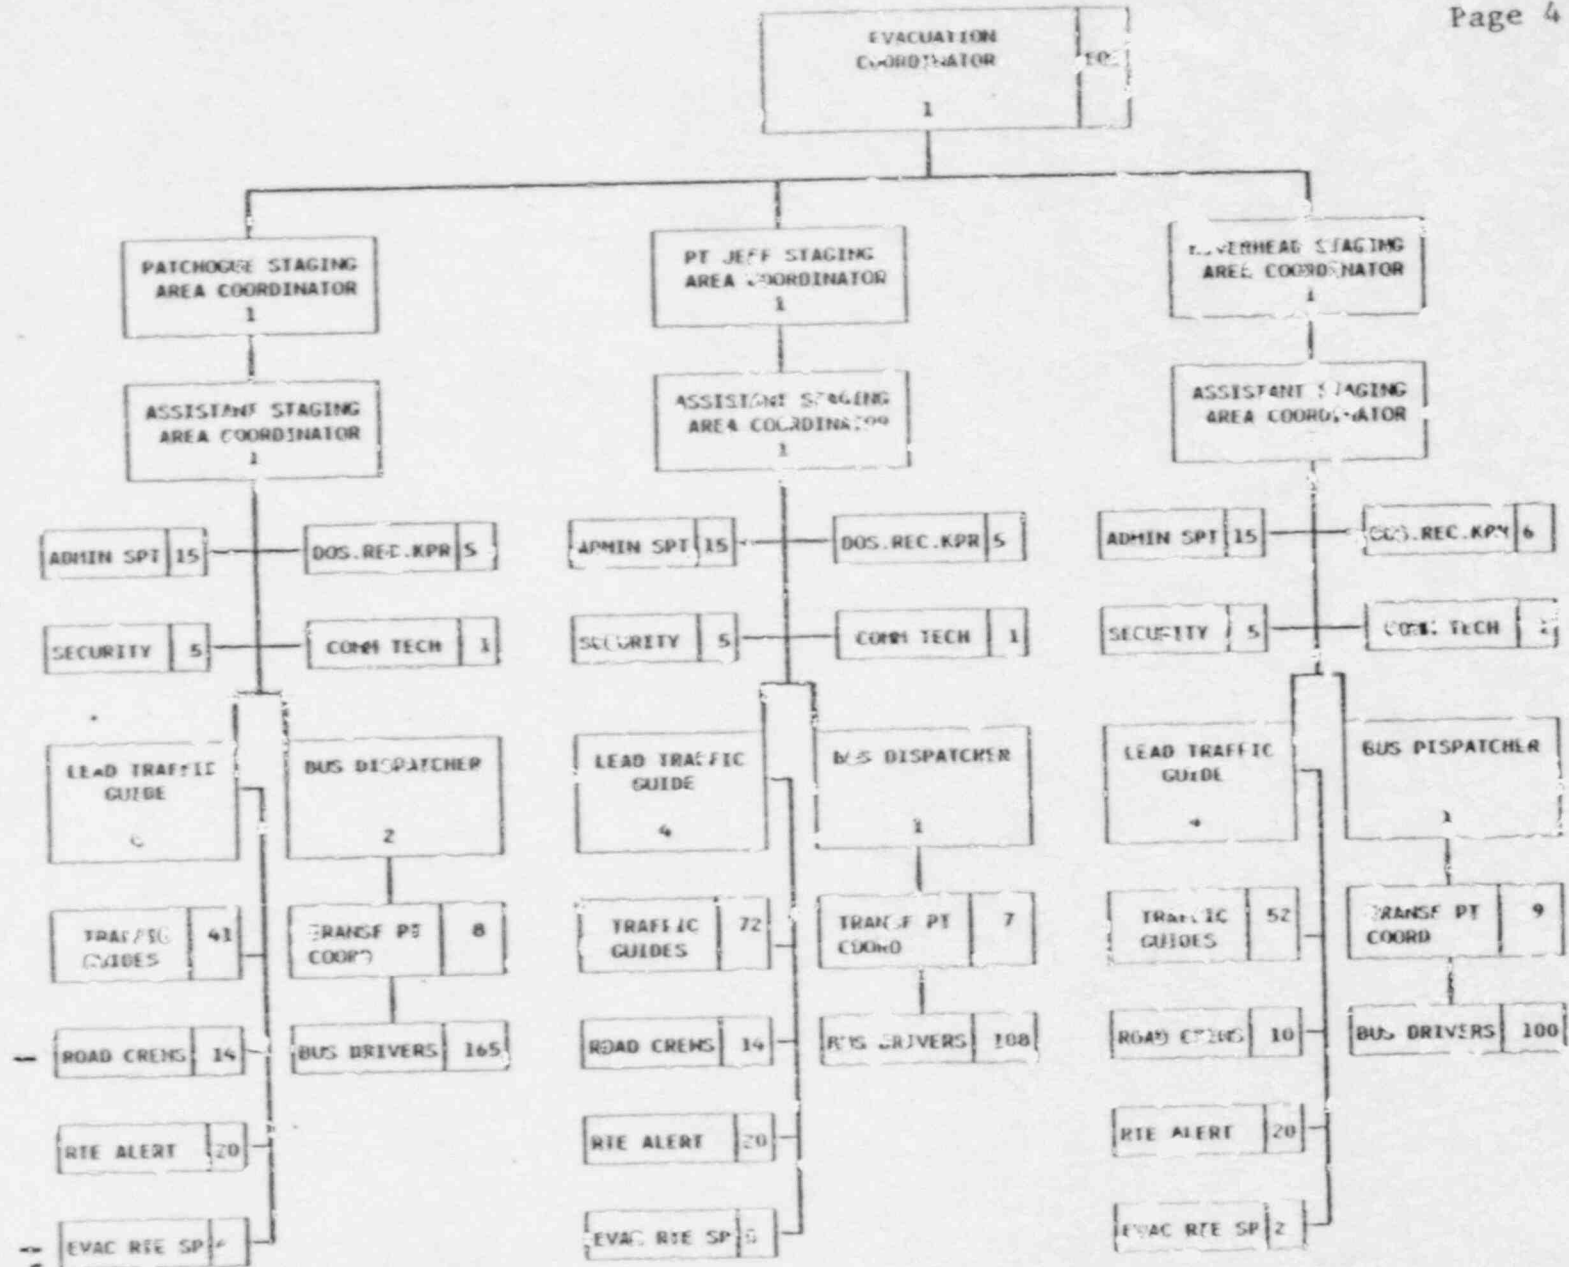 Page 4
EVACUATION
COORDINATOR
1
PATCHOGUE STAGING
AREA COORDINATOR
1
PT JEFF STAGING
AREA COORDINATOR
1
STAGING
COORDINATOR
1
ASSISTANT STAGING
AREA COORDINATOR
1
ASSISTANT STAGING
AREA COORDINATOR
1
ASSISTANT STAGING
AREA COORDINATOR
ADMIN SPT 15
DOS.REC.KPR 5
ADMIN SPT 15
DOS.REC.KPR 5
ADMIN SPT 15
6
SECURITY 5
COMM TECH 1
SECURITY 5
COMM TECH 1
SECURITY 5
TECH
LEAD TRAFFIC
GUIDE
BUS DISPATCHER
2
LEAD TRAFFIC
GUIDE
4
BUS DISPATCHER
1
LEAD TRAFFIC
GUIDE
4
BUS DISPATCHER
1
TRAFFIC
GUIDES
41
TRANSF PT
COORD
8
TRAFFIC
GUIDES
72
TRANSF PT
COORD
7
TRAFFIC
GUIDES
52
TRANSF PT
COORD
9
ROAD CREWS 14
BUS DRIVERS 165
ROAD CREWS 14
BUS DRIVERS 108
ROAD CREWS 10
BUS DRIVERS 100
RTE ALERT 20
RTE ALERT 20
RTE ALERT 20
EVAC RTE SP
EVAC RTE SP
EVAC RTE SP 2